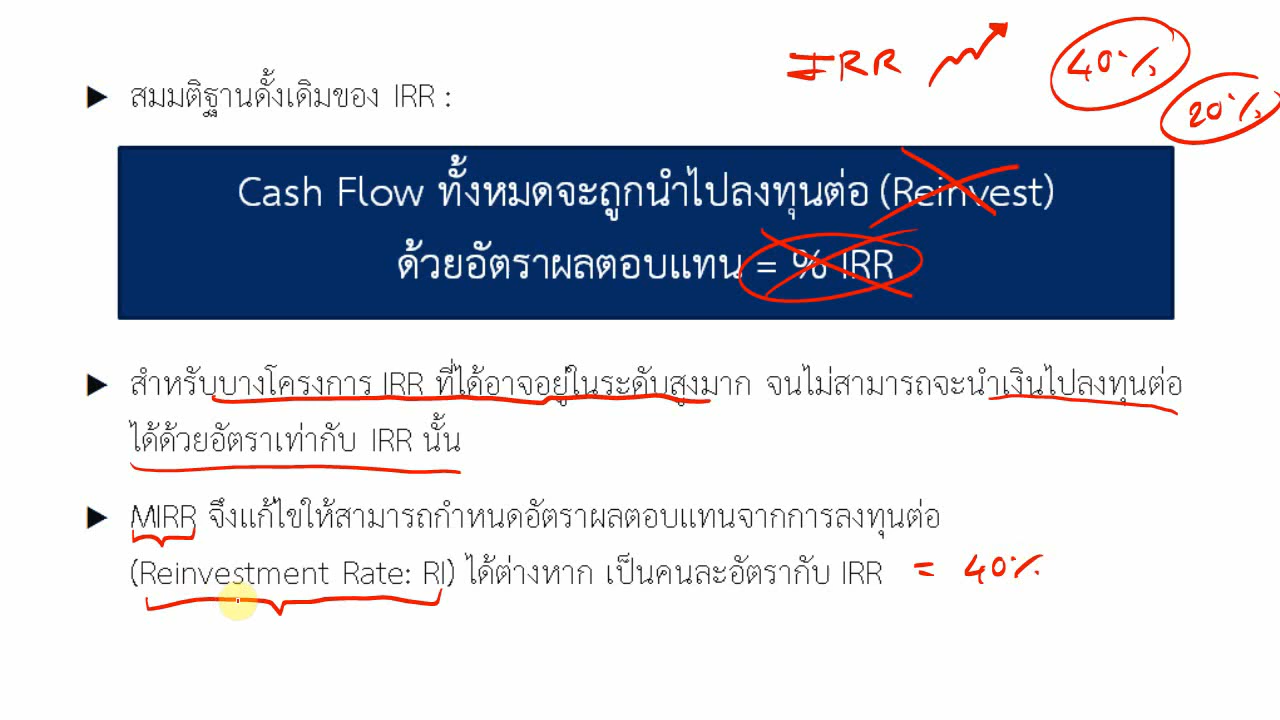 IRR 40%
20%
▶ สมมติฐานดั้งเดิมของ IRR :
Cash Flow ทั้งหมดจะถูกนำไปลงทุนต่อ (Reinvest)
ด้วยอัตราผลตอบแทน = % IRR
▶ สำหรับบางโครงการ IRR ที่ได้อาจอยู่ในระดับสูงมาก จนไม่สามารถจะนำเงินไปลงทุนต่อ
ได้ด้วยอัตราเท่ากับ IRR นั้น
▶ MIRR จึงแก้ไขให้สามารถกำหนดอัตราผลตอบแทนจากการลงทุนต่อ
(Reinvestment Rate: RI) ได้ต่างหาก เป็นคนละอัตรากับ IRR = 40%